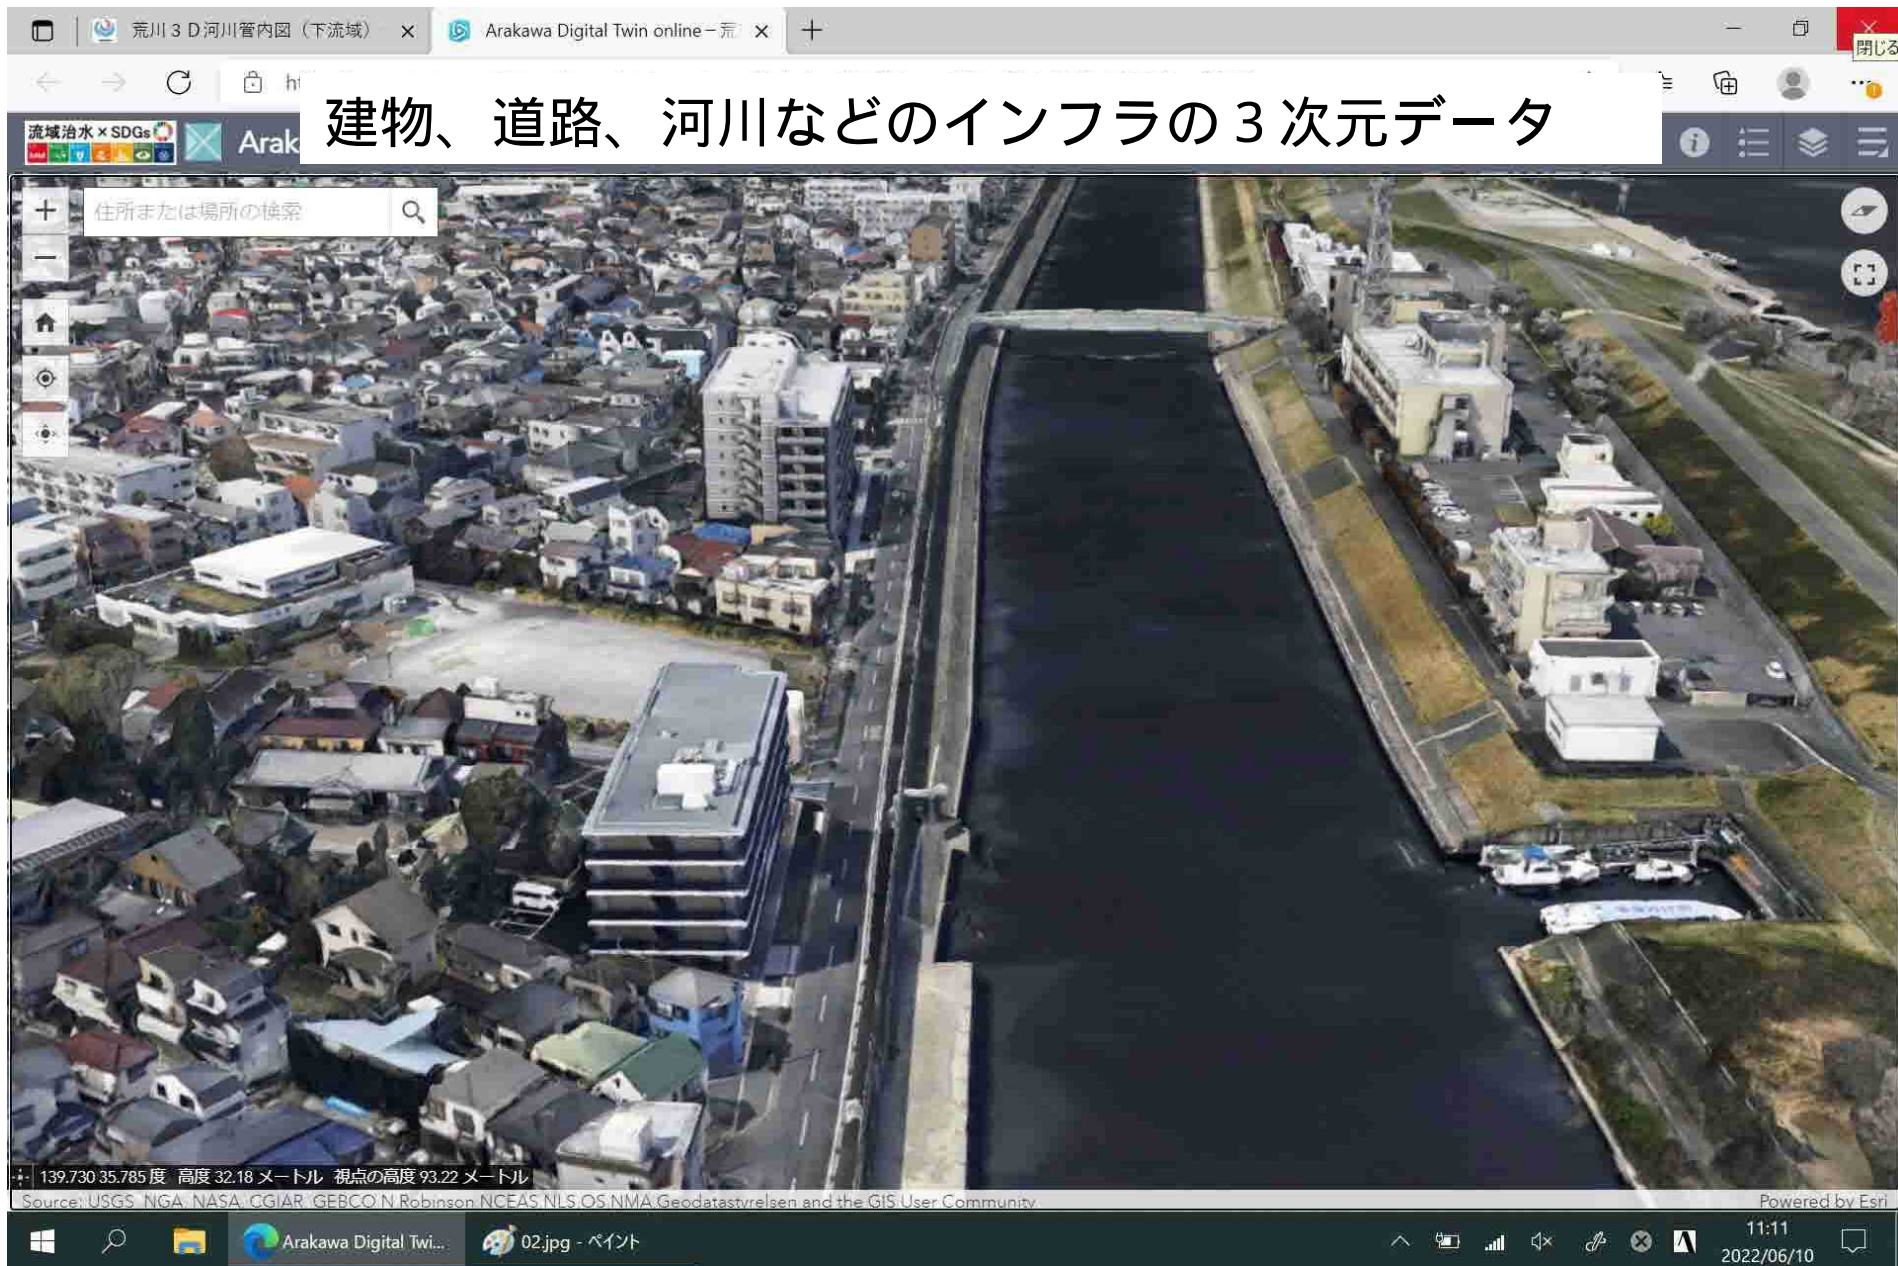 荒川３Ｄ河川管内図（下流域）
Arakawa Digital Twin online－荒
閉じる
建物、道路、河川などのインフラの３次元データ
流域治水×SDGs
Arak
住所または場所の検索
139.730 35.785 度 高度 32.18 メートル 視点の高度 93.22 メートル
Source: USGS, NGA, NASA, CGIAR, GEBCO,N Robinson,NCEAS,NLS,OS,NMA,Geodatastyrelsen and the GIS User Community
Powered by Esri
Arakawa Digital Twi...
02.jpg - ペイント
11:11
2022/06/10